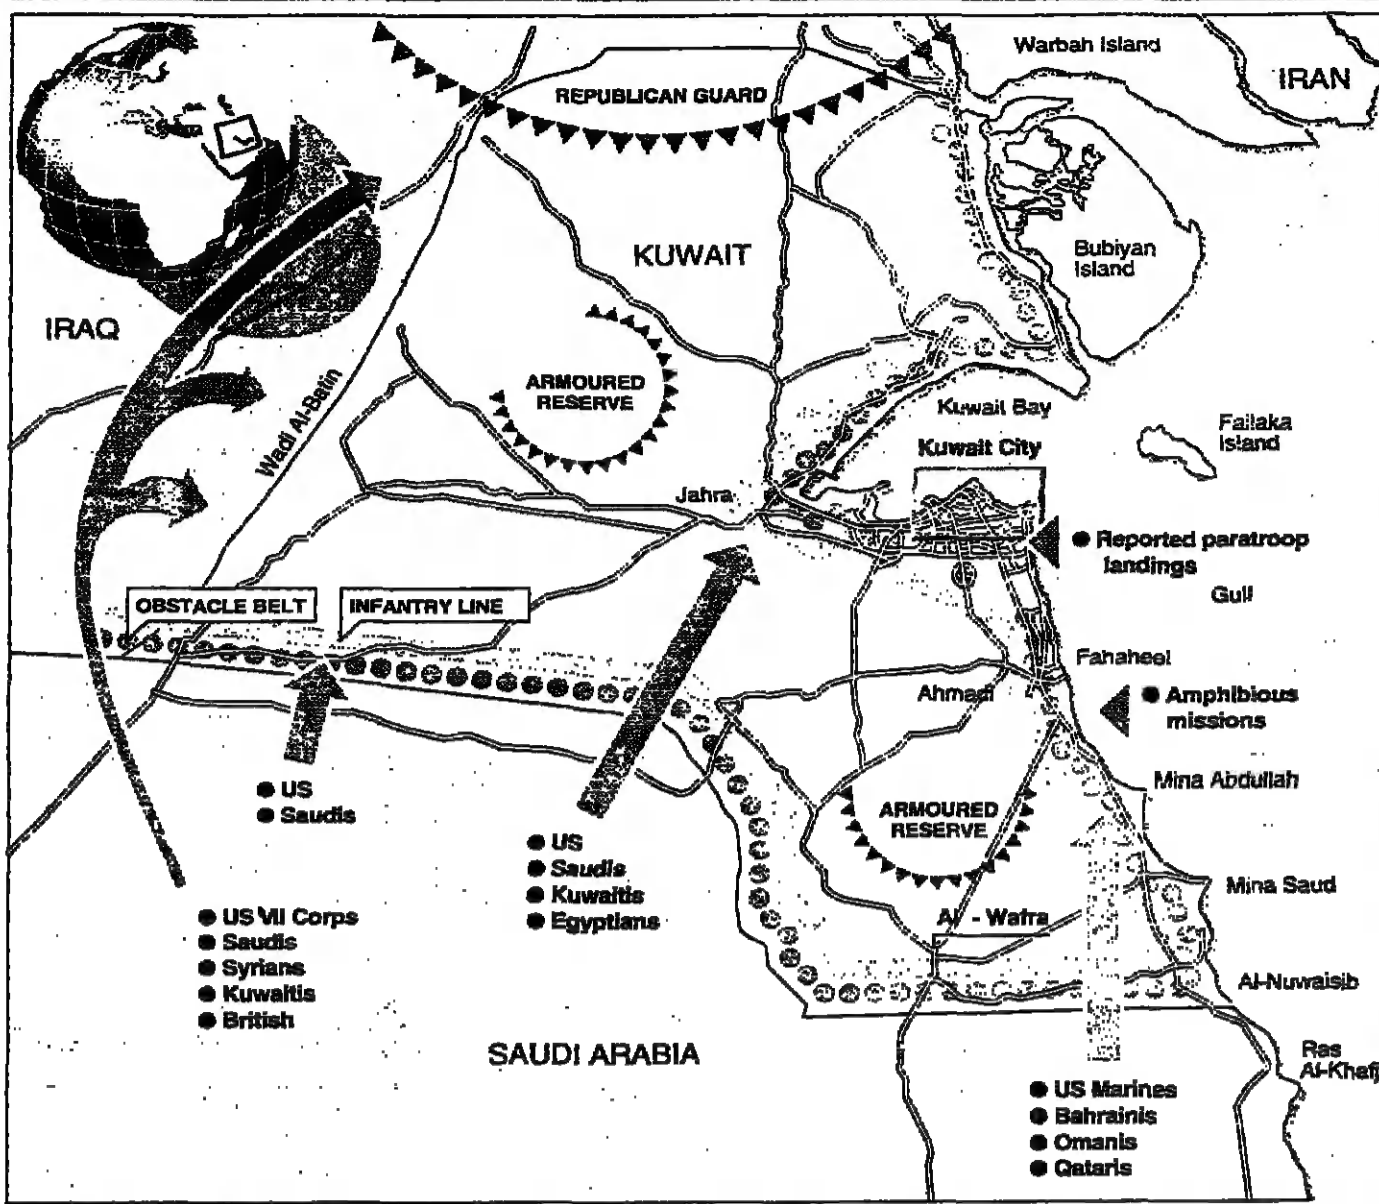 Warbah Island
IRAN
REPUBLICAN GUARD
KUWAIT
Bubiyan
Island
IRAQ
Wadi Al-Batin
ARMOURED
RESERVE
Kuwait Bay
Failaka
Island
Kuwait City
Jahra
● Reported paratroop
landings
Gulf
OBSTACLE BELT
INFANTRY LINE
Fahaheel
Ahmadi
● Amphibious
missions
● US
● Saudis
Mina Abdullah
ARMOURED
RESERVE
● US
● Saudis
● Kuwaitis
● Egyptians
Mina Saud
● US VII Corps
● Saudis
● Syrians
● Kuwaitis
● British
Al - Wafra
Al-Nuwaisib
SAUDI ARABIA
Ras
Al-Khafji
● US Marines
● Bahrainis
● Omanis
● Qataris